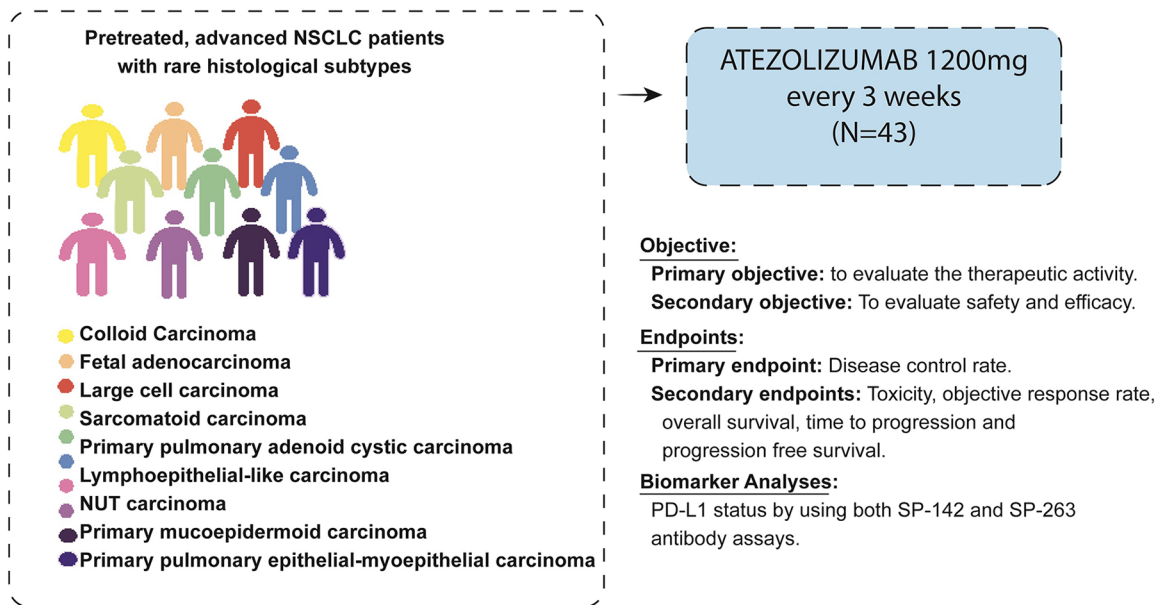 Pretreated, advanced NSCLC patients
with rare histological subtypes
Colloid Carcinoma
Fetal adenocarcinoma
Large cell carcinoma
Sarcomatoid carcinoma
Primary pulmonary adenoid cystic carcinoma
Lymphoepithelial-like carcinoma
NUT carcinoma
Primary mucoepidermoid carcinoma
Primary pulmonary epithelial-myoepithelial carcinoma
ATEZOLIZUMAB 1200mg
every 3 weeks
(N=43)
Objective:
Primary objective: to evaluate the therapeutic activity.
Secondary objective: To evaluate safety and efficacy.
Endpoints:
Primary endpoint: Disease control rate.
Secondary endpoints: Toxicity, objective response rate,
overall survival, time to progression and
progression free survival.
Biomarker Analyses:
PD-L1 status by using both SP-142 and SP-263
antibody assays.